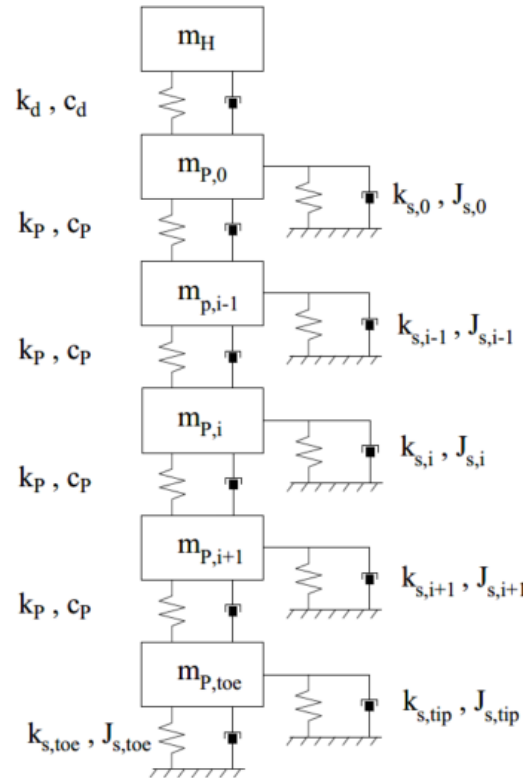 m_H
k_d , c_d
m_P,0
k_s,0 , J_s,0
k_P , c_P
m_p,i-1
k_s,i-1 , J_s,i-1
k_P , c_P
m_P,i
k_s,i , J_s,i
k_P , c_P
m_P,i+1
k_s,i+1 , J_s,i+1
k_P , c_P
m_P,toe
k_s,tip , J_s,tip
k_s,toe , J_s,toe